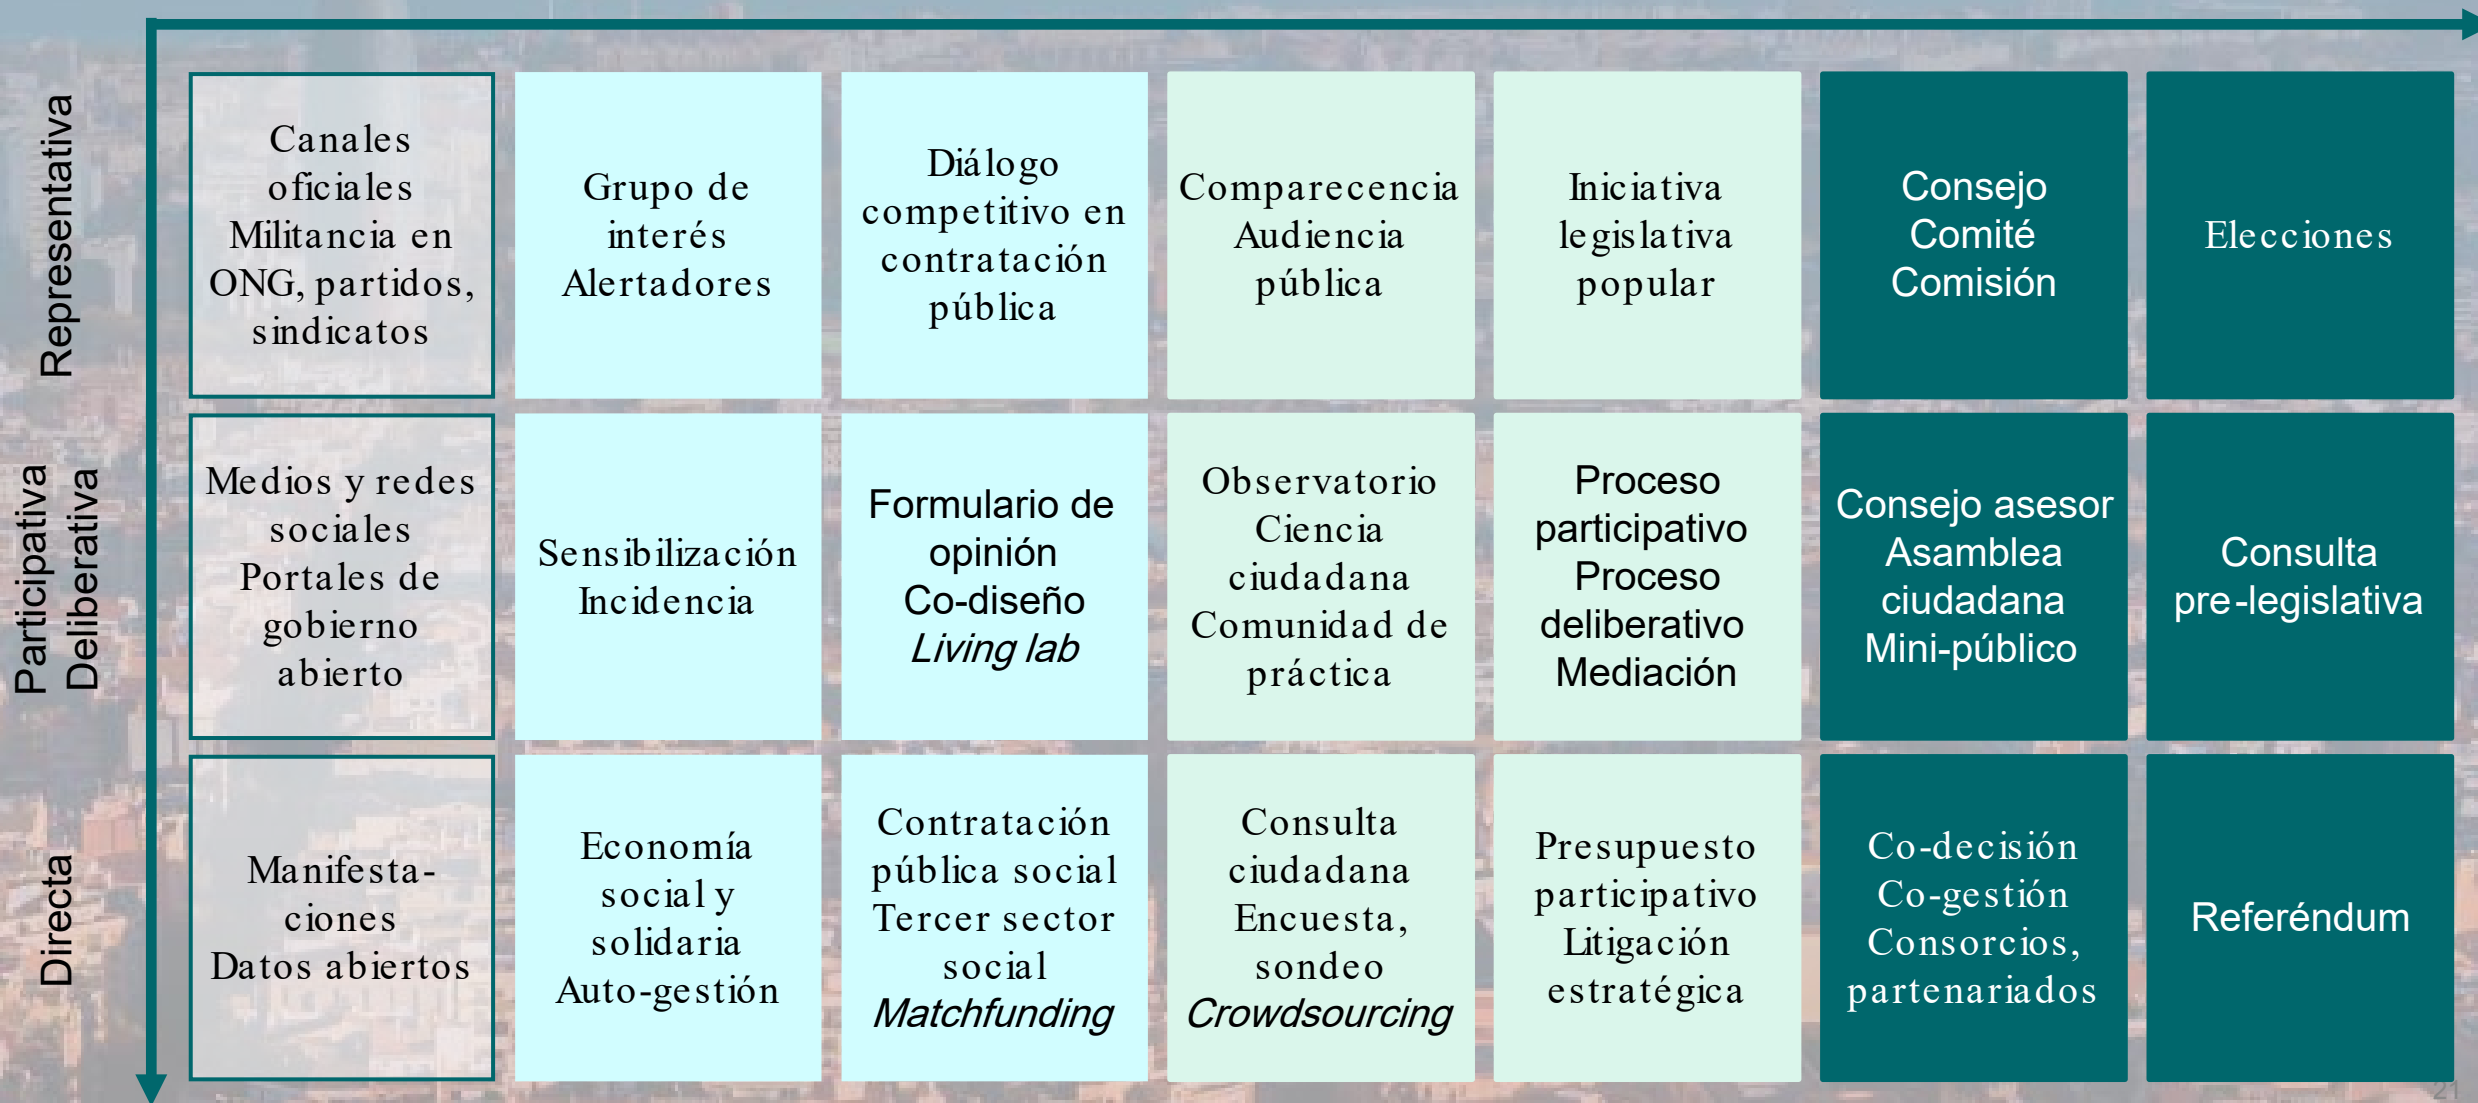 Representativa
Canales
oficiales
Militancia en
ONG, partidos,
sindicatos
Grupo de
interés
Alertadores
Diálogo
competitivo en
contratación
pública
Comparecencia
Audiencia
pública
Iniciativa
legislativa
popular
Consejo
Comité
Comisión
Elecciones
Participativa
Deliberativa
Medios y redes
sociales
Portales de
gobierno
abierto
Sensibilización
Incidencia
Formulario de
opinión
Co-diseño
Living lab
Observatorio
Ciencia
ciudadana
Comunidad de
práctica
Proceso
participativo
Proceso
deliberativo
Mediación
Consejo asesor
Asamblea
ciudadana
Mini-público
Consulta
pre-legislativa
Directa
Manifesta-
ciones
Datos abiertos
Economía
social y
solidaria
Auto-gestión
Contratación
pública social
Tercer sector
social
Matchfunding
Consulta
ciudadana
Encuesta,
sondeo
Crowdsourcing
Presupuesto
participativo
Litigación
estratégica
Co-decisión
Co-gestión
Consorcios,
partenariados
Referéndum
21